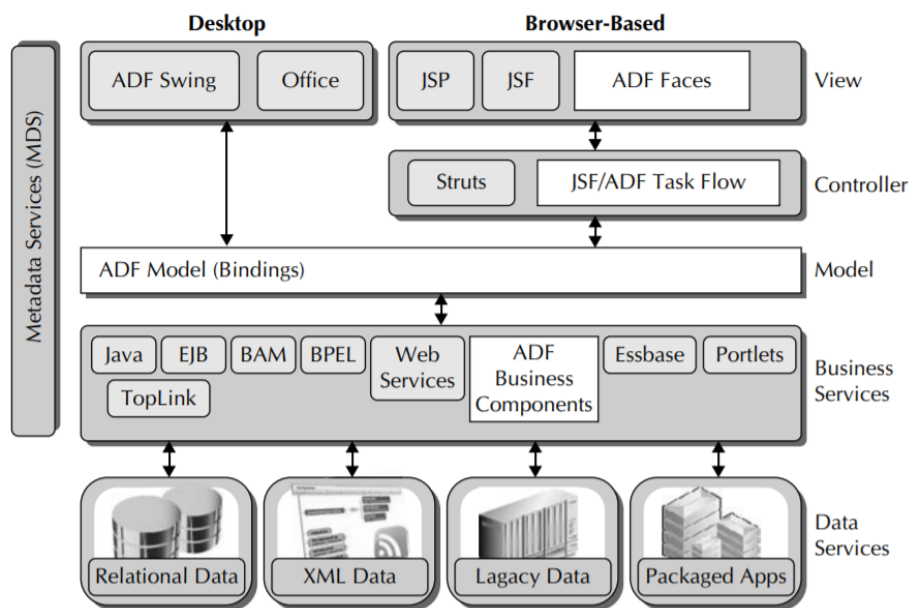 Desktop
Browser-Based
Metadata Services (MDS)
ADF Swing
Office
JSP
JSF
ADF Faces
View
Struts
JSF/ADF Task Flow
Controller
ADF Model (Bindings)
Model
Java
EJB
BAM
BPEL
Web
Services
ADF
Business
Components
Essbase
Portlets
TopLink
Business
Services
Relational Data
XML Data
Lagacy Data
Packaged Apps
Data
Services